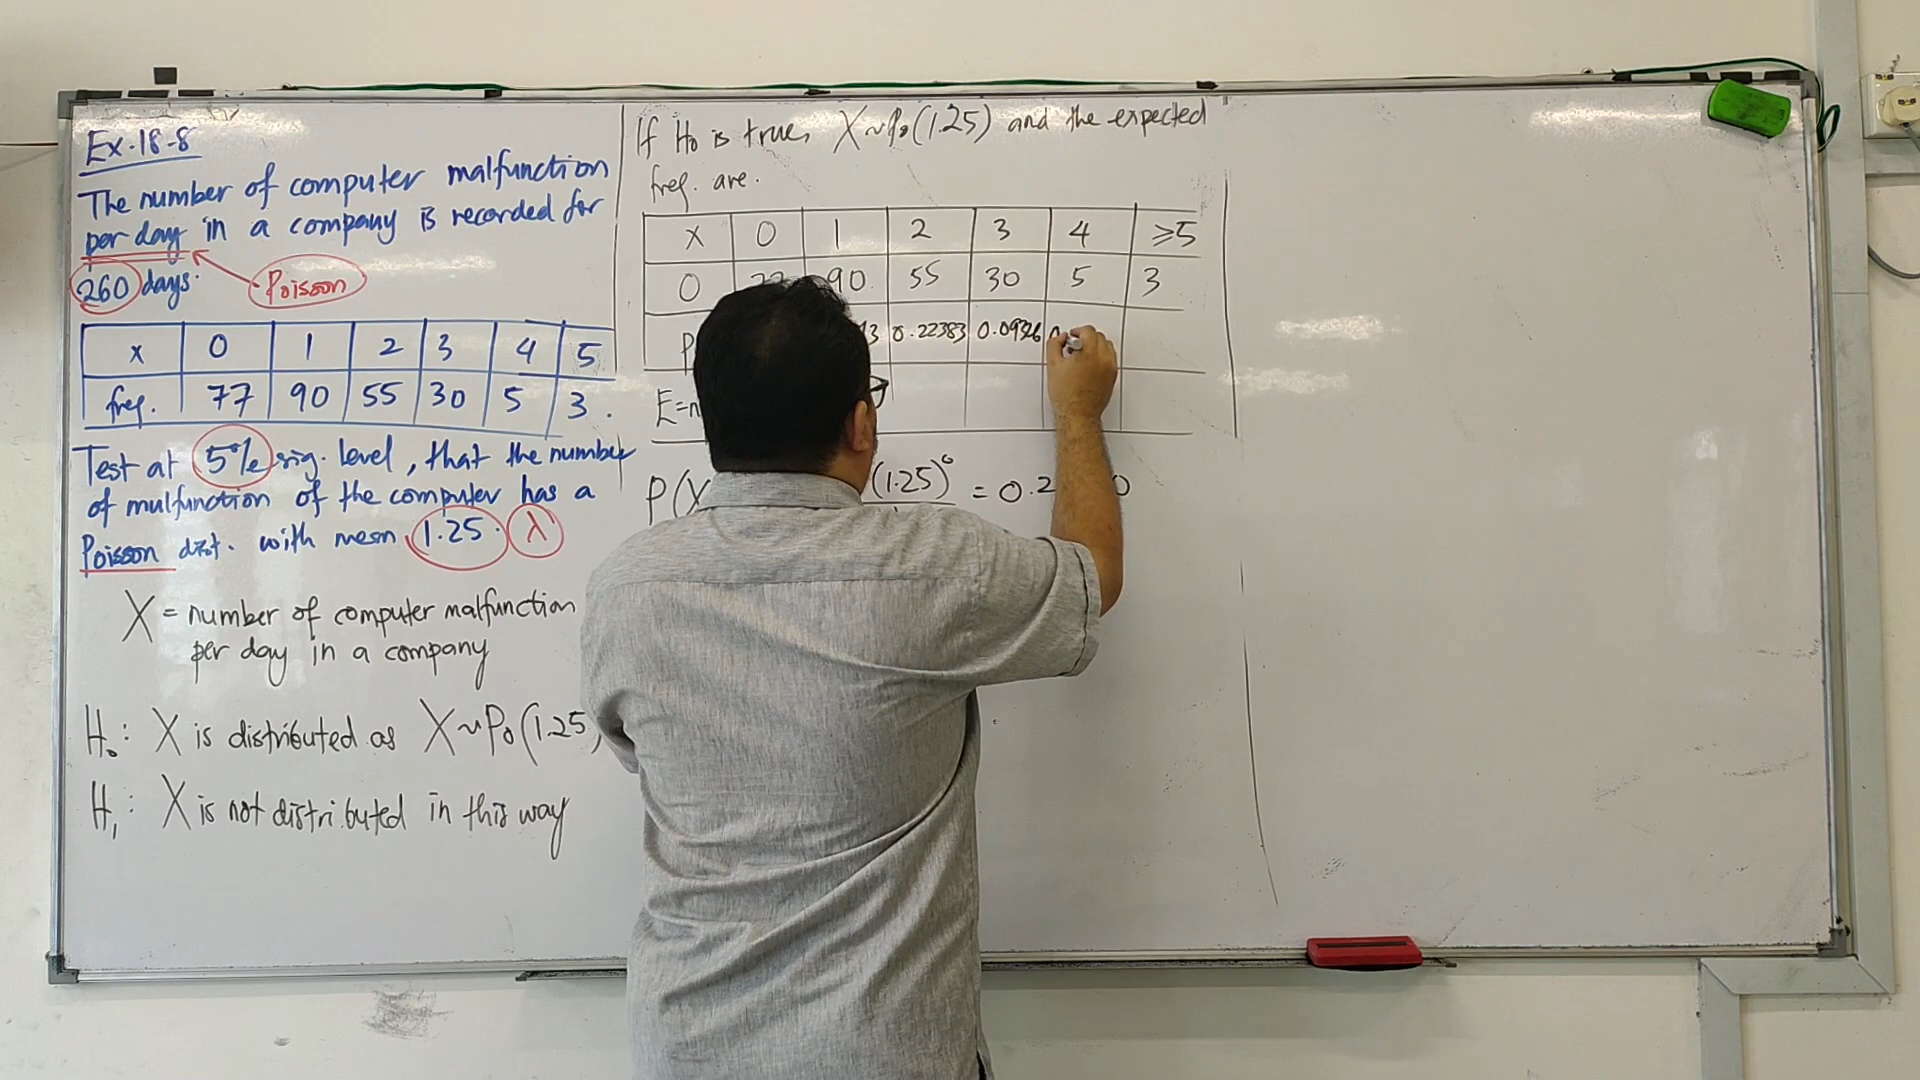 Ex.18-8
The number of computer malfunction
per day in a company is recorded for
260 days.
Poisson
x 0 1 2 3 4 5
freq. 77 90 55 30 5 3.
Test at 5% sig. level, that the number
of mulfunction of the computer has a
Poisson dist. with mean 1.25. λ
X = number of computer malfunction
per day in a company
H₀: X is distributed as X~P₀(1.25)
H₁: X is not distributed in this way
If H₀ is true, X~P₀(1.25) and the expected
freq. are.
X 0 1 2 3 4 ≥5
O 90 55 30 5 3
P 0.22383 0.09326
E=n
P(X (1.25)⁰ = 0.2